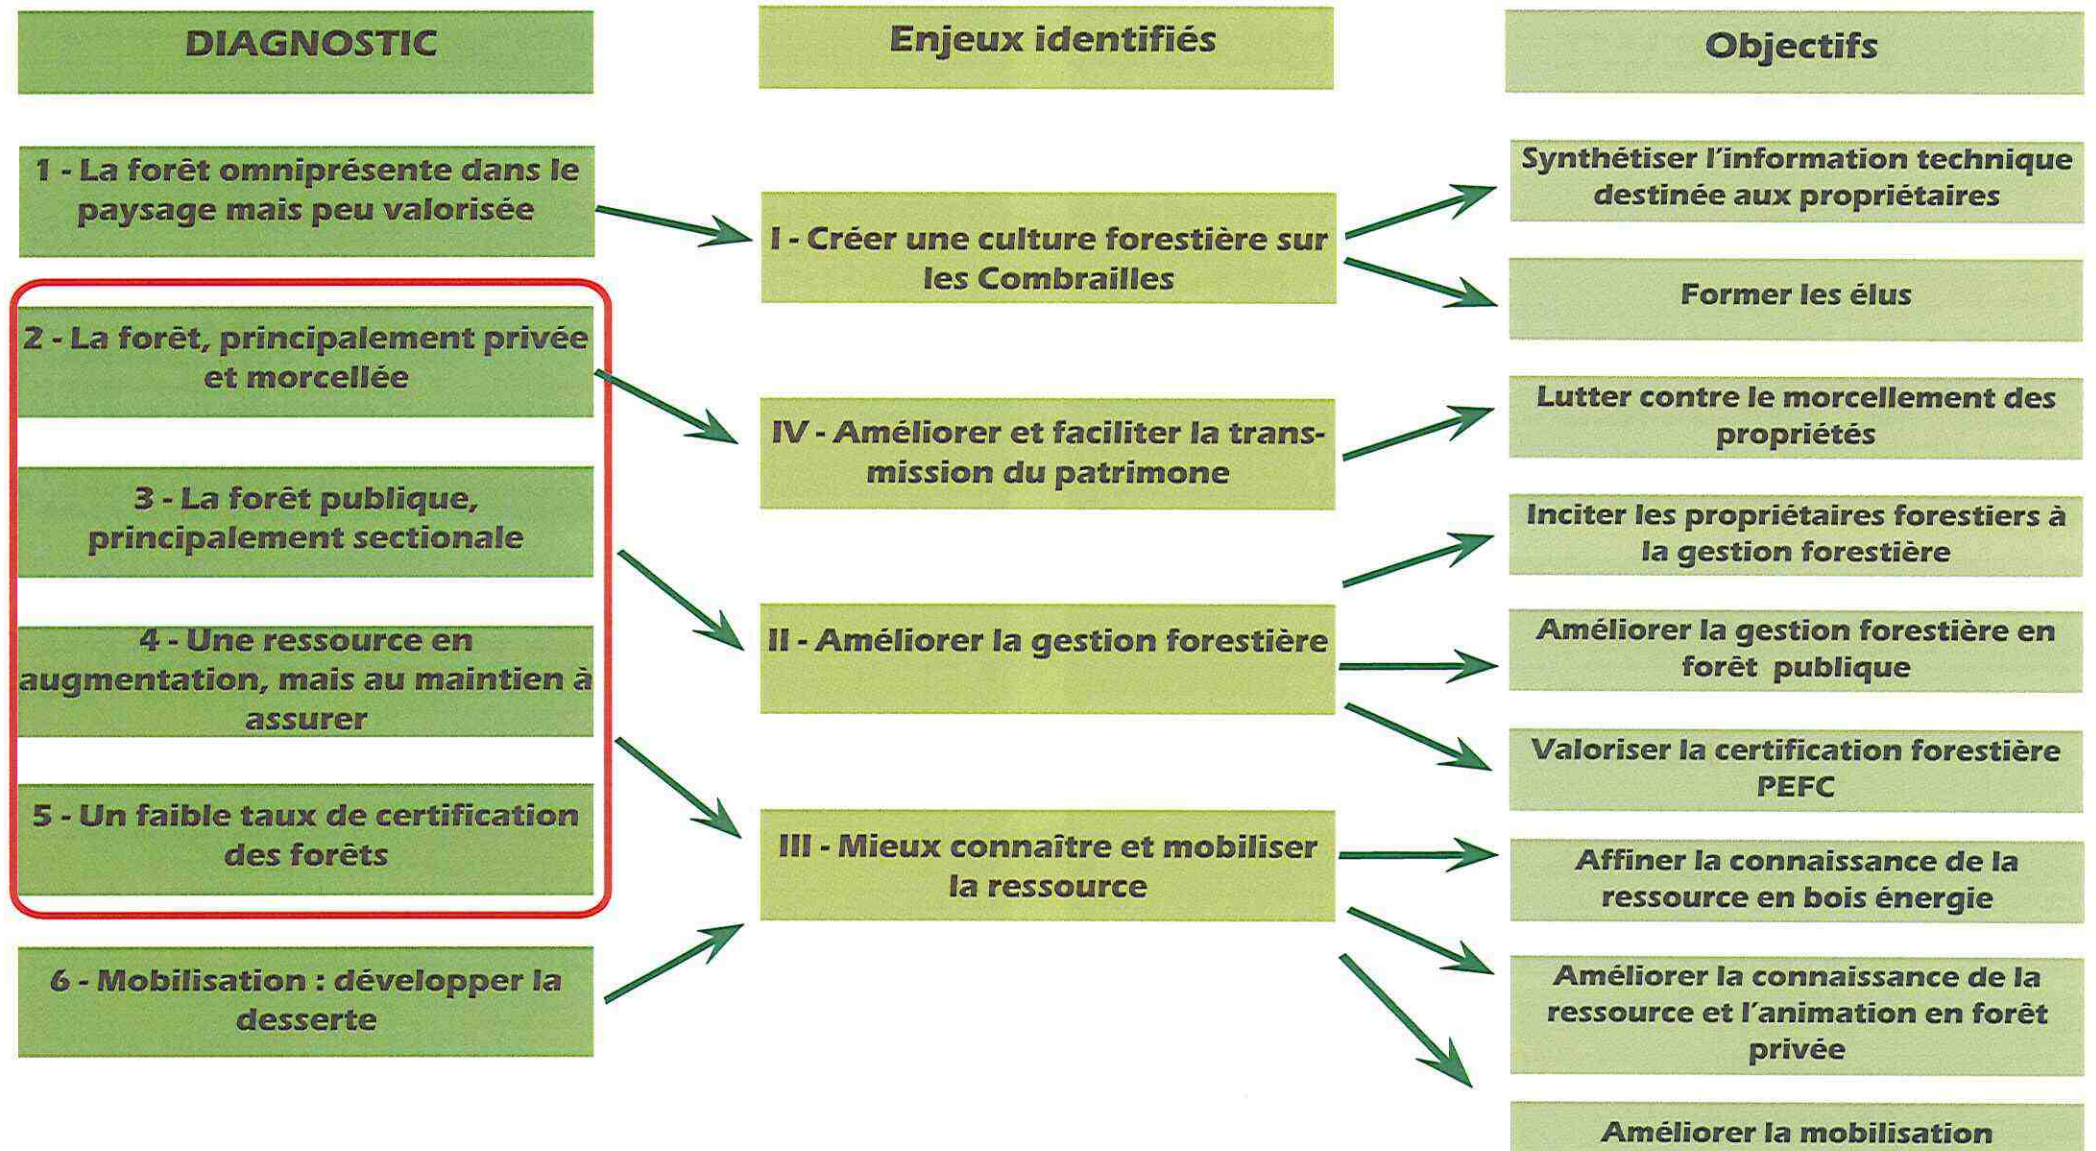 DIAGNOSTIC
1 - La forêt omniprésente dans le
paysage mais peu valorisée
2 - La forêt, principalement privée
et morcellée
3 - La forêt publique,
principalement sectionale
4 - Une ressource en
augmentation, mais au maintien à
assurer
5 - Un faible taux de certification
des forêts
6 - Mobilisation : développer la
desserte
Enjeux identifiés
I - Créer une culture forestière sur
les Combrailles
IV - Améliorer et faciliter la trans-
mission du patrimone
II - Améliorer la gestion forestière
III - Mieux connaître et mobiliser
la ressource
Objectifs
Synthétiser l'information technique
destinée aux propriétaires
Former les élus
Lutter contre le morcellement des
propriétés
Inciter les propriétaires forestiers à
la gestion forestière
Améliorer la gestion forestière en
forêt publique
Valoriser la certification forestière
PEFC
Affiner la connaissance de la
ressource en bois énergie
Améliorer la connaissance de la
ressource et l'animation en forêt
privée
Améliorer la mobilisation